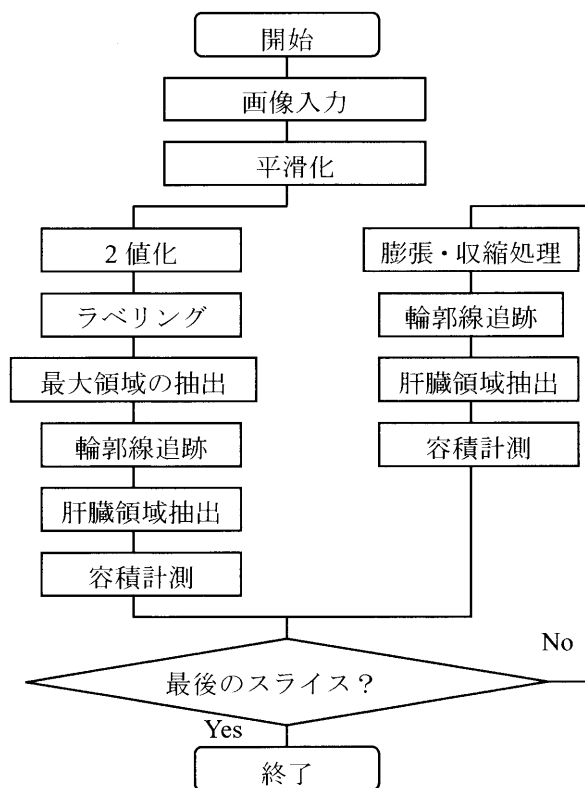 開始
画像入力
平滑化
2値化
ラベリング
最大領域の抽出
輪郭線追跡
肝臓領域抽出
容積計測
膨張・収縮処理
輪郭線追跡
肝臓領域抽出
容積計測
最後のスライス？
No
Yes
終了